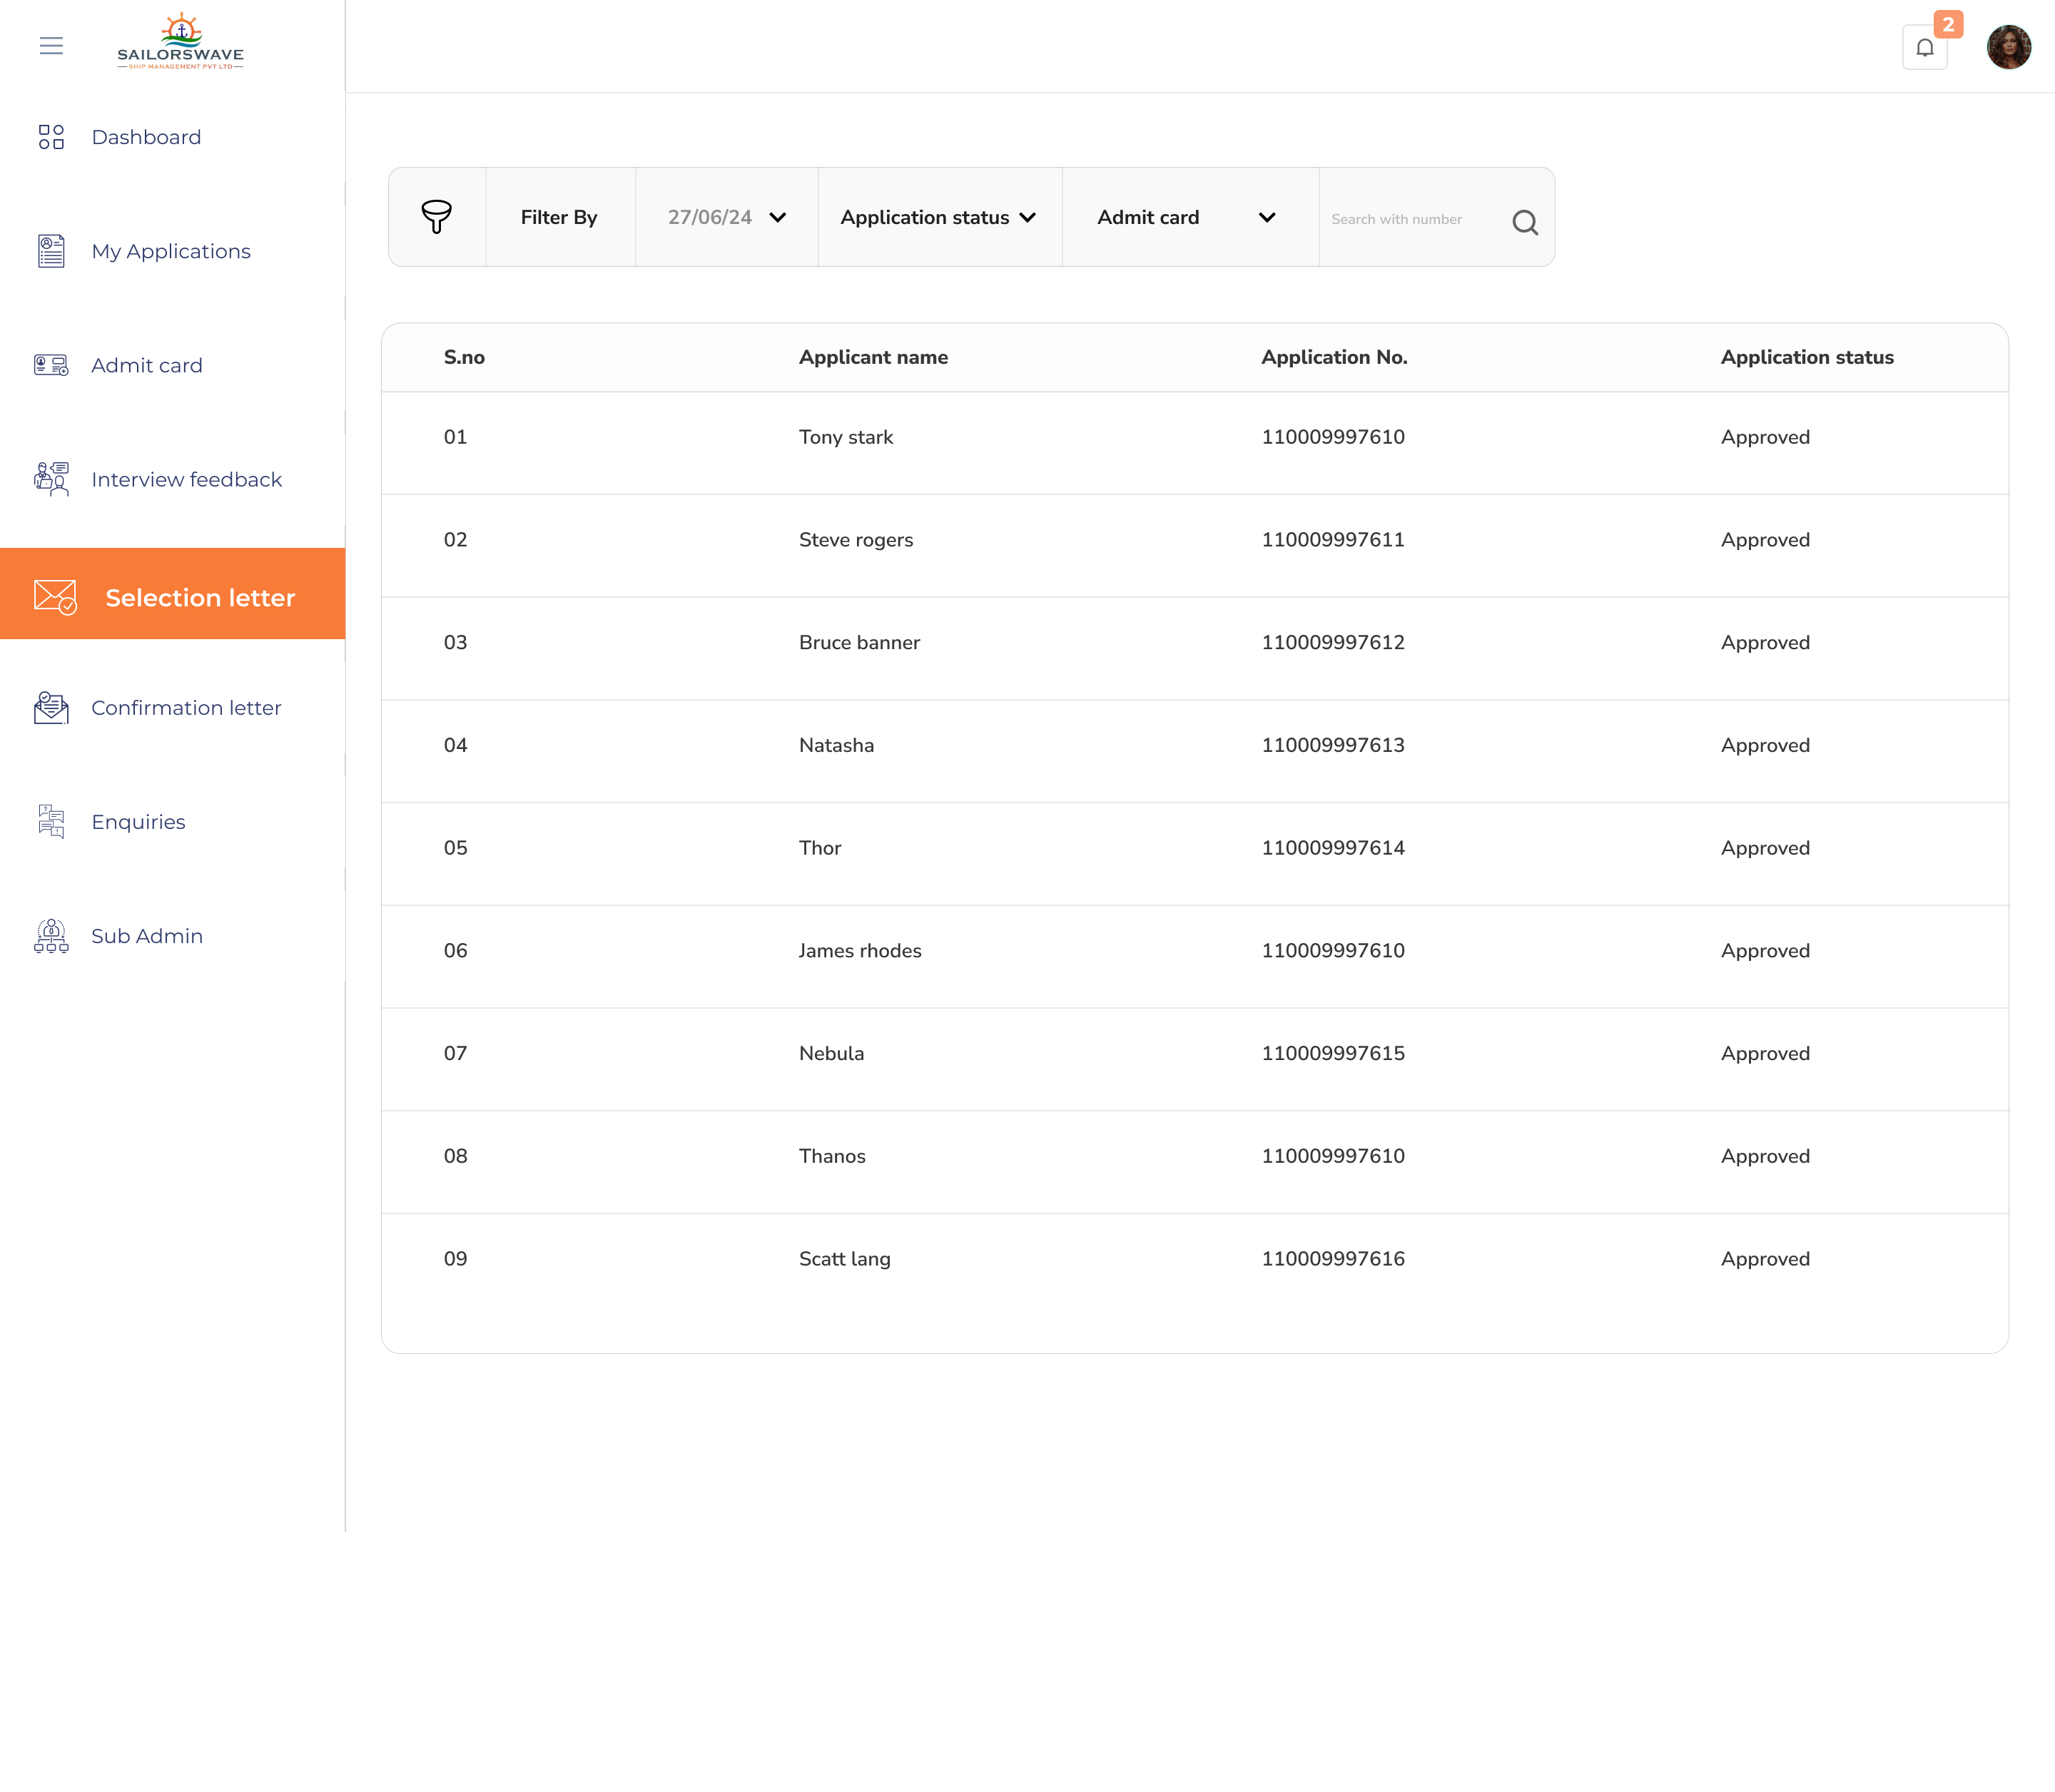 SAILORSWAVE
SHIP MANAGEMENT PVT LTD
2
Dashboard
My Applications
Admit card
Interview feedback
Selection letter
Confirmation letter
Enquiries
Sub Admin
Filter By 27/06/24 Application status Admit card Search with number
S.no Applicant name Application No. Application status
01 Tony stark 110009997610 Approved
02 Steve rogers 110009997611 Approved
03 Bruce banner 110009997612 Approved
04 Natasha 110009997613 Approved
05 Thor 110009997614 Approved
06 James rhodes 110009997610 Approved
07 Nebula 110009997615 Approved
08 Thanos 110009997610 Approved
09 Scatt lang 110009997616 Approved